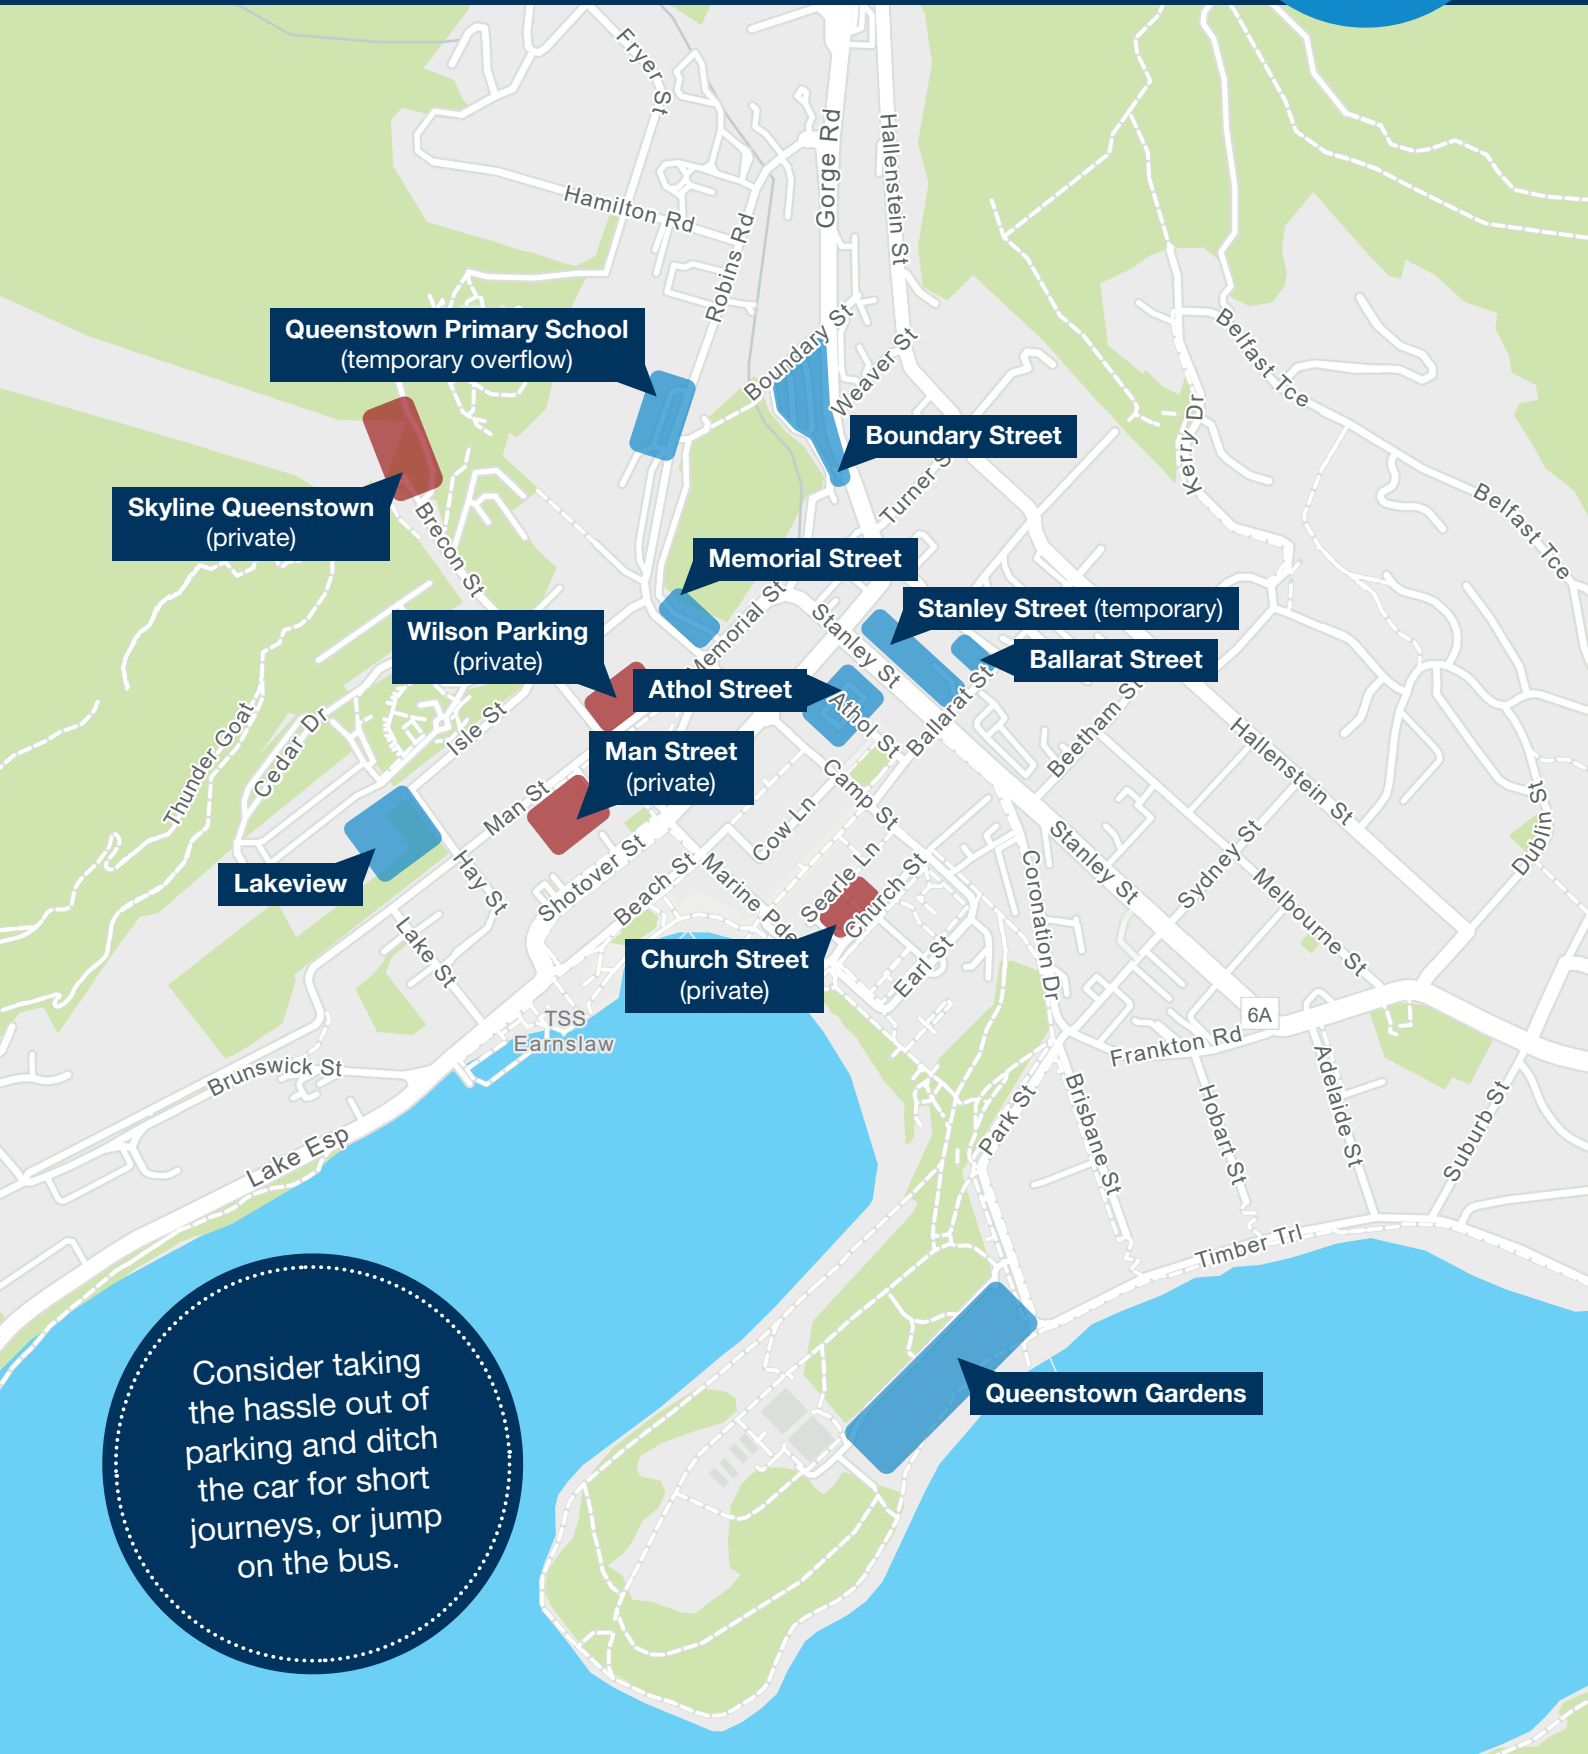 Fryer St
Gorge Rd
Hallenstein St
Hamilton Rd
Robins Rd
Boundary St
Weaver St
Belfast Tce
Kerry Dr
Queenstown Primary School
(temporary overflow)
Boundary Street
Turner S
Belfast Tce
Skyline Queenstown
(private)
Brecon St
Memorial Street
Memorial St
Stanley Street (temporary)
Stanley St
Wilson Parking
(private)
Ballarat Street
Athol Street
Athol St
Ballarat St
Beetham St
Hallenstein St
Thunder Goat
Cedar Dr
Isle St
Man Street
(private)
Man St
Camp St
Cow Ln
Dublin St
Lakeview
Hay St
Shotover St
Beach St
Marine Pde
Searle Ln
Church St
Coronation Dr
Stanley St
Sydney St
Melbourne St
Lake St
Church Street
(private)
Earl St
TSS
Earnslaw
6A
Frankton Rd
Brunswick St
Lake Esp
Park St
Brisbane St
Hobart St
Adelaide St
Suburb St
Timber Trl
Queenstown Gardens
Consider taking
the hassle out of
parking and ditch
the car for short
journeys, or jump
on the bus.